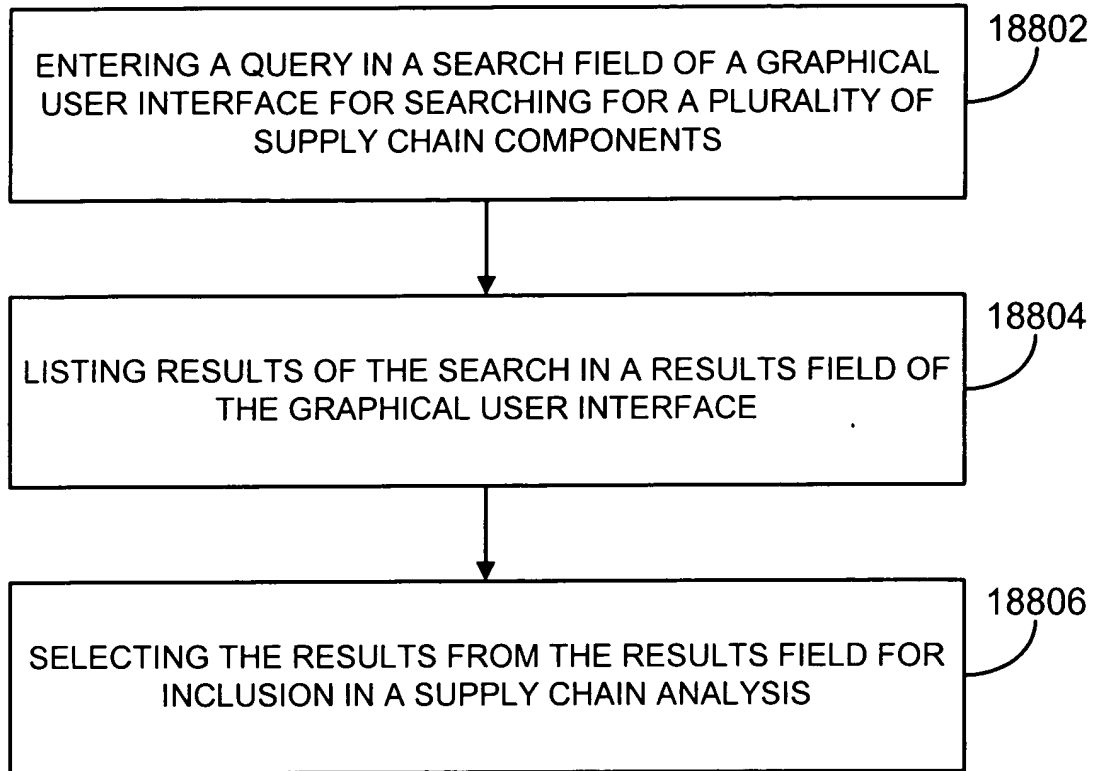 18802
ENTERING A QUERY IN A SEARCH FIELD OF A GRAPHICAL
USER INTERFACE FOR SEARCHING FOR A PLURALITY OF
SUPPLY CHAIN COMPONENTS
18804
LISTING RESULTS OF THE SEARCH IN A RESULTS FIELD OF
THE GRAPHICAL USER INTERFACE
18806
SELECTING THE RESULTS FROM THE RESULTS FIELD FOR
INCLUSION IN A SUPPLY CHAIN ANALYSIS